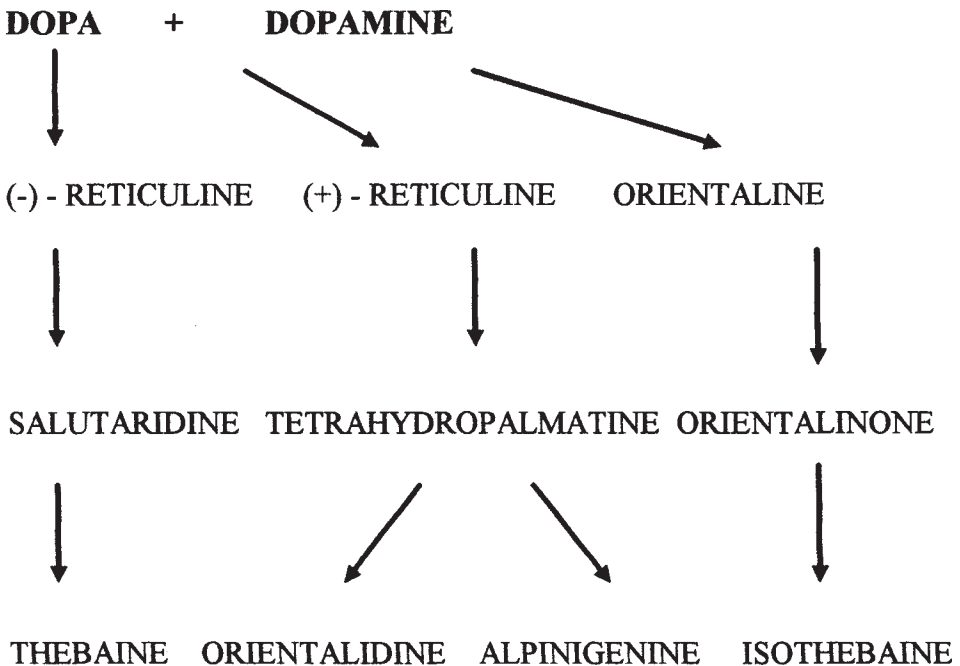 DOPA + DOPAMINE
(-) - RETICULINE (+) - RETICULINE ORIENTALINE
SALUTARIDINE TETRAHYDROPALMATINE ORIENTALINONE
THEBAINE ORIENTALIDINE ALPINIGENINE ISOTHEBAINE